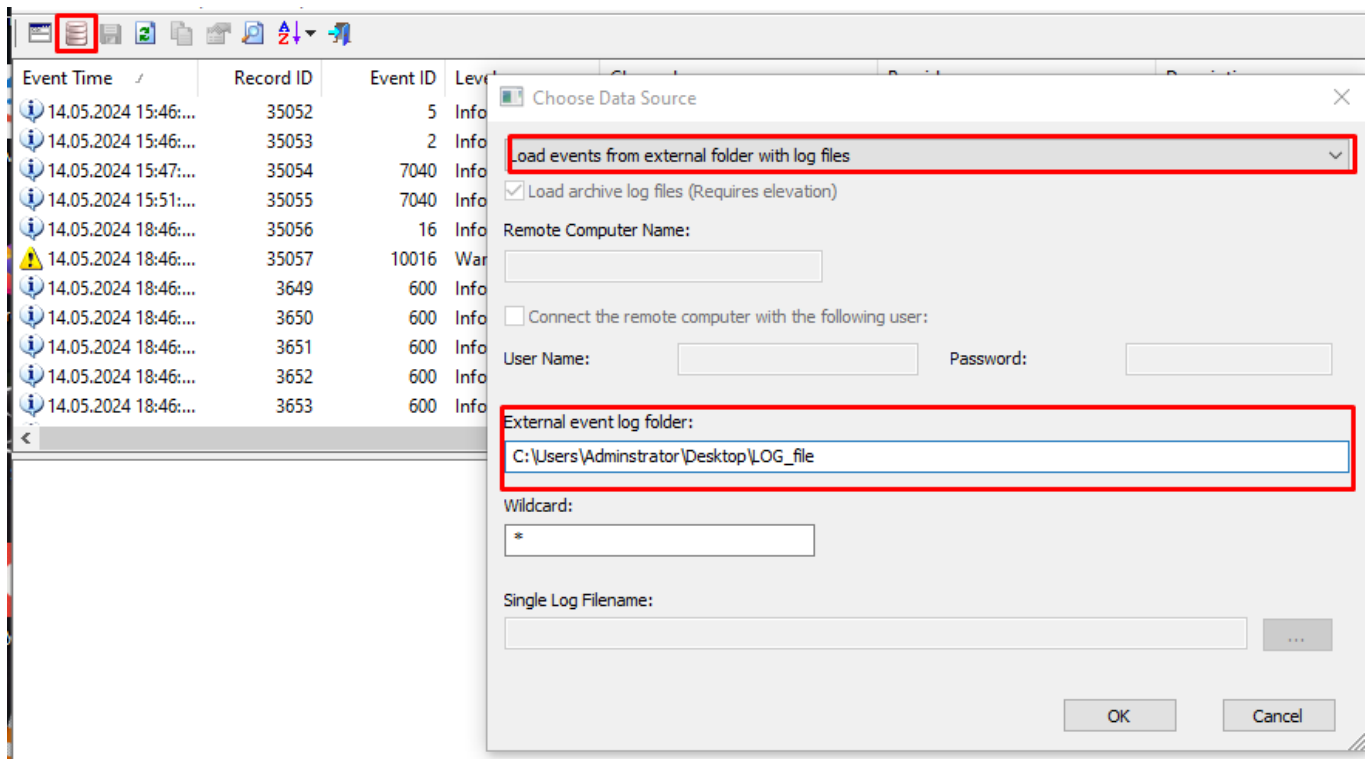 Event Time Record ID Event ID
Choose Data Source
14.05.2024 15:46:... 35052 5 Info
14.05.2024 15:46:... 35053 2 Info
14.05.2024 15:47:... 35054 7040 Info
14.05.2024 15:51:... 35055 7040 Info
14.05.2024 18:46:... 35056 16 Info
14.05.2024 18:46:... 35057 10016 War
14.05.2024 18:46:... 3649 600 Info
14.05.2024 18:46:... 3650 600 Info
14.05.2024 18:46:... 3651 600 Info
14.05.2024 18:46:... 3652 600 Info
14.05.2024 18:46:... 3653 600 Info
Load events from external folder with log files
Load archive log files (Requires elevation)
Remote Computer Name:
Connect the remote computer with the following user:
User Name: Password:
External event log folder:
C:\Users\Adminstrator\Desktop\LOG_file
Wildcard:
*
Single Log Filename:
...
OK Cancel